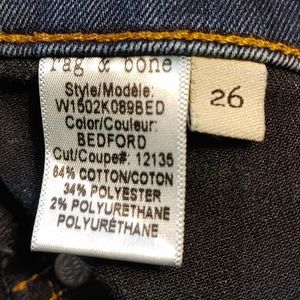 rag & bone
Style/Modèle:
W1502K089BED
Color/Couleur:
BEDFORD
Cut/Coupe#: 12135
64% COTTON/COTON
34% POLYESTER
2% POLYURETHANE
POLYURÉTHANE
26